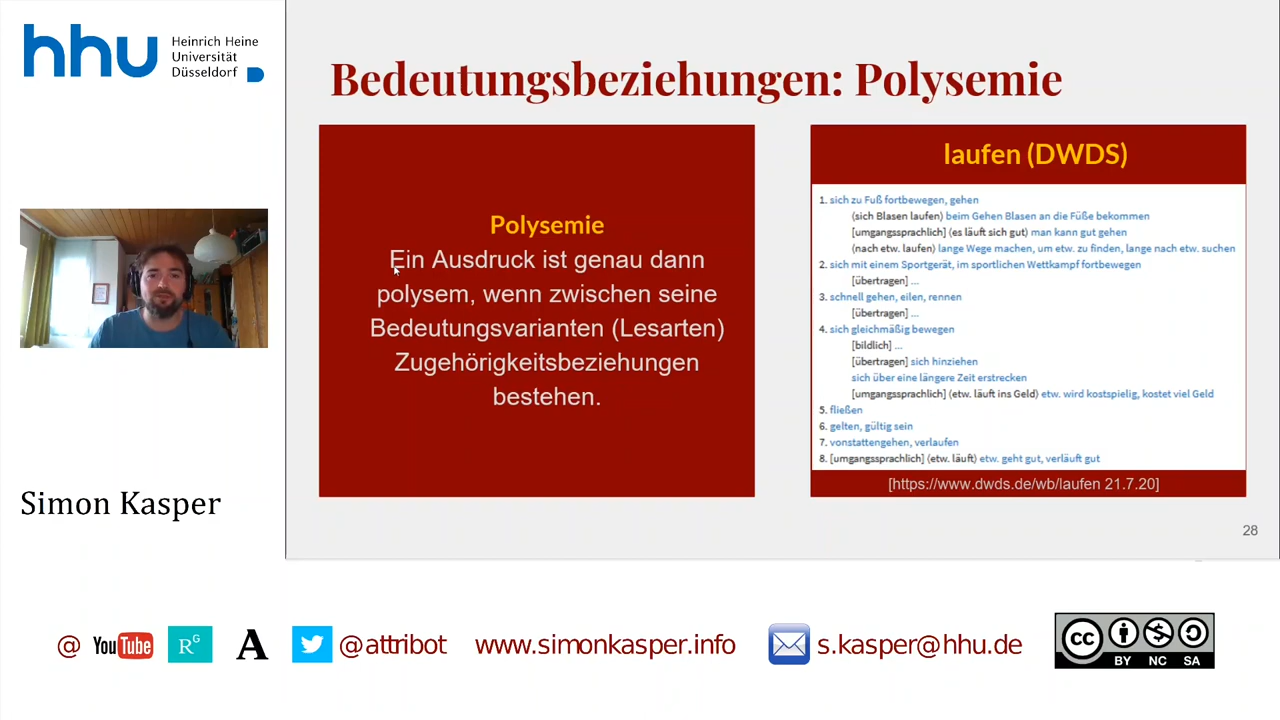 hhu
Heinrich Heine
Universität
Düsseldorf
Bedeutungsbeziehungen: Polysemie
Polysemie
Ein Ausdruck ist genau dann
polysem, wenn zwischen seine
Bedeutungsvarianten (Lesarten)
Zugehörigkeitsbeziehungen
bestehen.
laufen (DWDS)
1. sich zu Fuß fortbewegen, gehen
(sich Blasen laufen) beim Gehen Blasen an die Füße bekommen
[umgangssprachlich] (es läuft sich gut) man kann gut gehen
(nach etw. laufen) lange Wege machen, um etw. zu finden, lange nach etw. suchen
2. sich mit einem Sportgerät, im sportlichen Wettkampf fortbewegen
[übertragen] ...
3. schnell gehen, eilen, rennen
[übertragen] ...
4. sich gleichmäßig bewegen
[bildlich] ...
[übertragen] sich hinziehen
sich über eine längere Zeit erstrecken
[umgangssprachlich] (etw. läuft ins Geld) etw. wird kostspielig, kostet viel Geld
5. fließen
6. gelten, gültig sein
7. vonstattengehen, verlaufen
8. [umgangssprachlich] (etw. läuft) etw. geht gut, verläuft gut
[https://www.dwds.de/wb/laufen 21.7.20]
28
Simon Kasper
@ YouTube RG A @attribot www.simonkasper.info s.kasper@hhu.de
cc BY NC SA